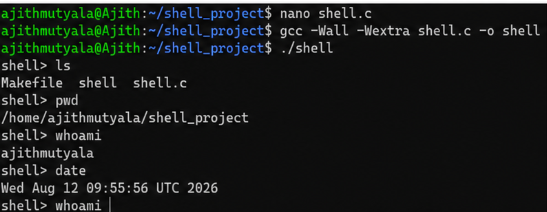 ajithmutyala@Ajith:~/shell_project$ nano shell.c
ajithmutyala@Ajith:~/shell_project$ gcc -Wall -Wextra shell.c -o shell
ajithmutyala@Ajith:~/shell_project$ ./shell
shell> ls
Makefile  shell  shell.c
shell> pwd
/home/ajithmutyala/shell_project
shell> whoami
ajithmutyala
shell> date
Wed Aug 12 09:55:56 UTC 2026
shell> whoami